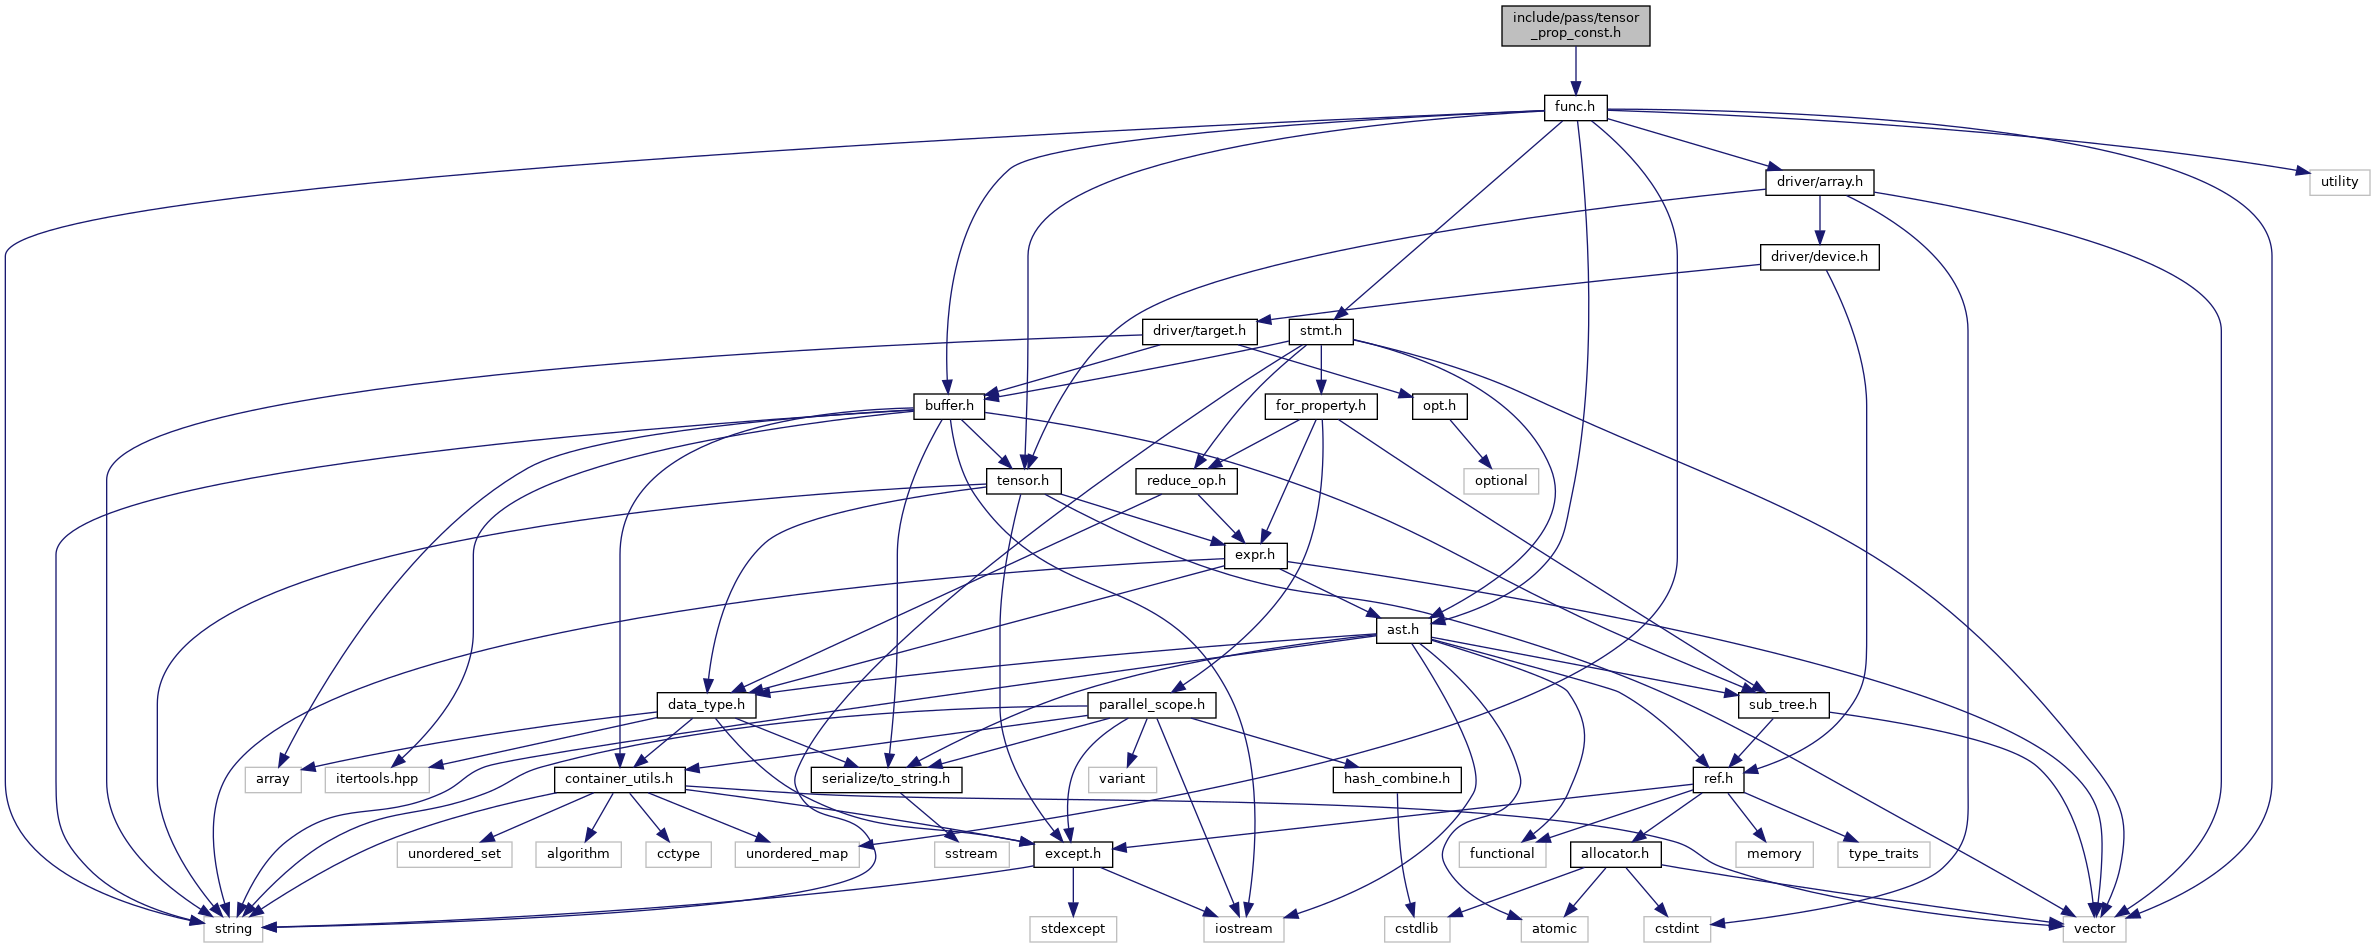 include/pass/tensor
_prop_const.h
func.h
driver/array.h
utility
driver/device.h
driver/target.h
stmt.h
buffer.h
for_property.h
opt.h
tensor.h
reduce_op.h
optional
expr.h
ast.h
data_type.h
parallel_scope.h
sub_tree.h
array
itertools.hpp
container_utils.h
serialize/to_string.h
variant
hash_combine.h
ref.h
unordered_set
algorithm
cctype
unordered_map
sstream
except.h
functional
allocator.h
memory
type_traits
string
stdexcept
iostream
cstdlib
atomic
cstdint
vector